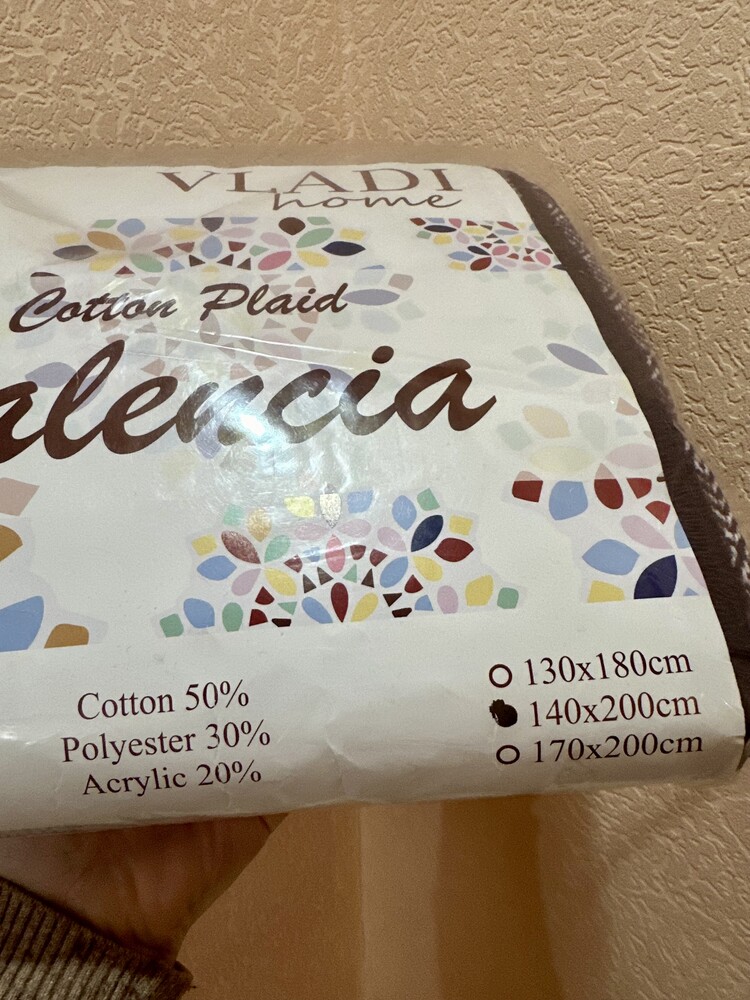 VLADI
home
Cotton Plaid
alencia
Cotton 50%
Polyester 30%
Acrylic 20%
130x180cm
140x200cm
170x200cm